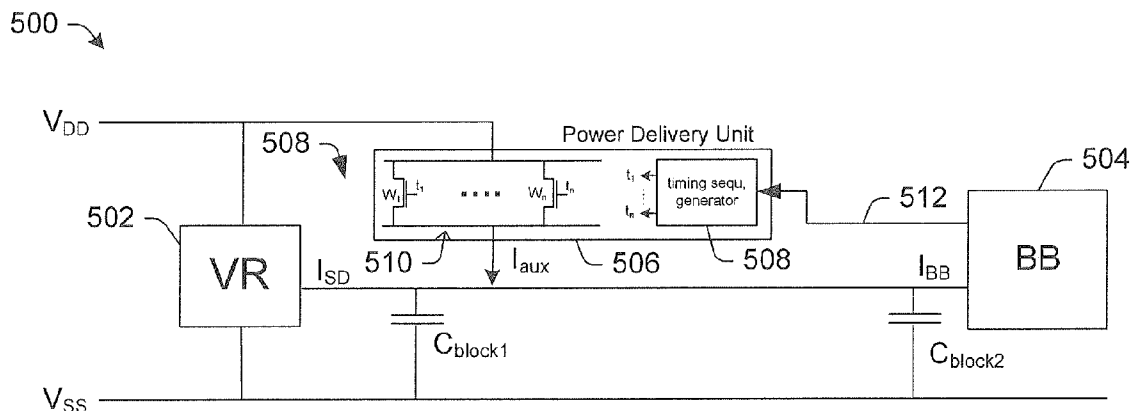 500
V_DD
508
Power Delivery Unit
504
W_1 t_1 W_n t_n
t_1
timing sequ,
generator
t_n
502
512
VR
510
I_aux
506
508
BB
I_SD
I_BB
C_block1
C_block2
V_SS